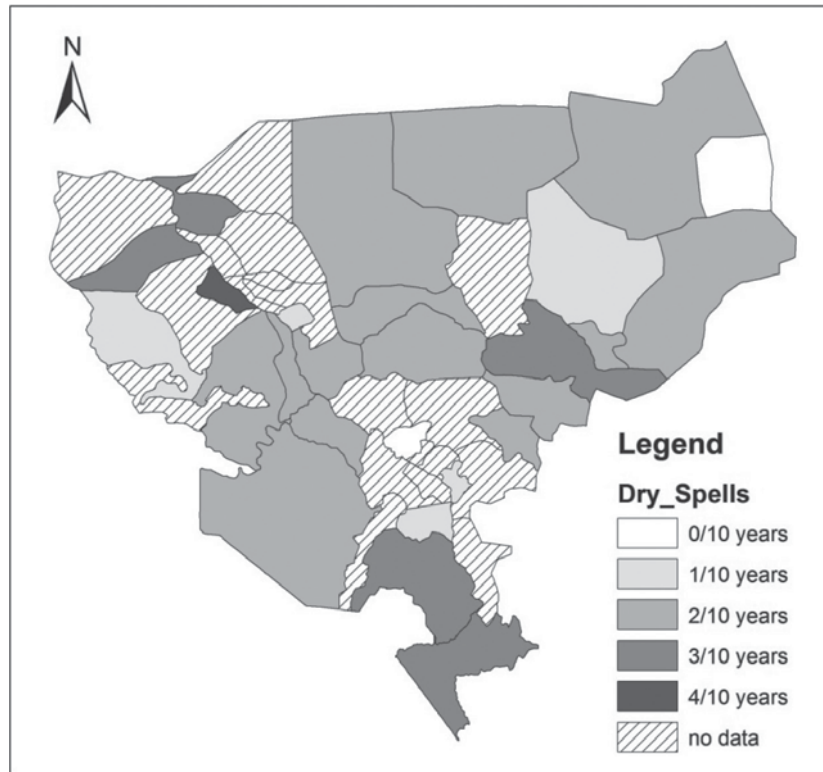 N
Legend
Dry_Spells
0/10 years
1/10 years
2/10 years
3/10 years
4/10 years
no data